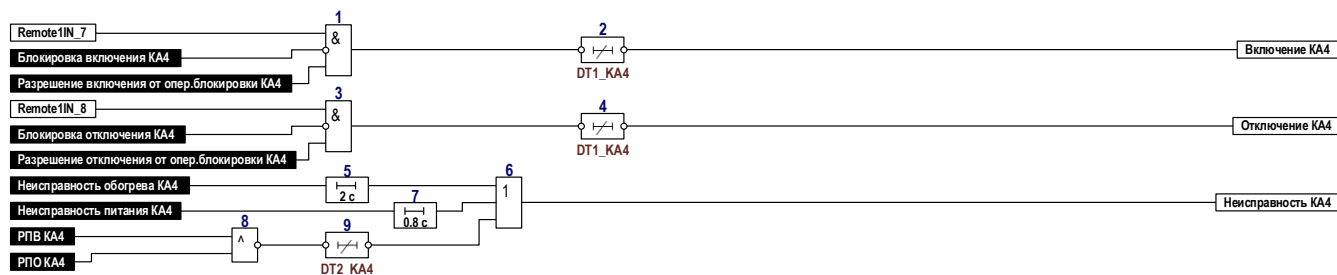 1
Remote1IN_7
&
2
Блокировка включения КА4
Включение КА4
DT1_KA4
Разрешение включения от опер.блокировки КА4
3
Remote1IN_8
&
4
Блокировка отключения КА4
Отключение КА4
DT1_KA4
Разрешение отключения от опер.блокировки КА4
5
6
Неисправность обогрева КА4
2 с
1
7
Неисправность питания КА4
0.8 с
Неисправность КА4
8
9
РПВ КА4
^
РПО КА4
DT2_KA4